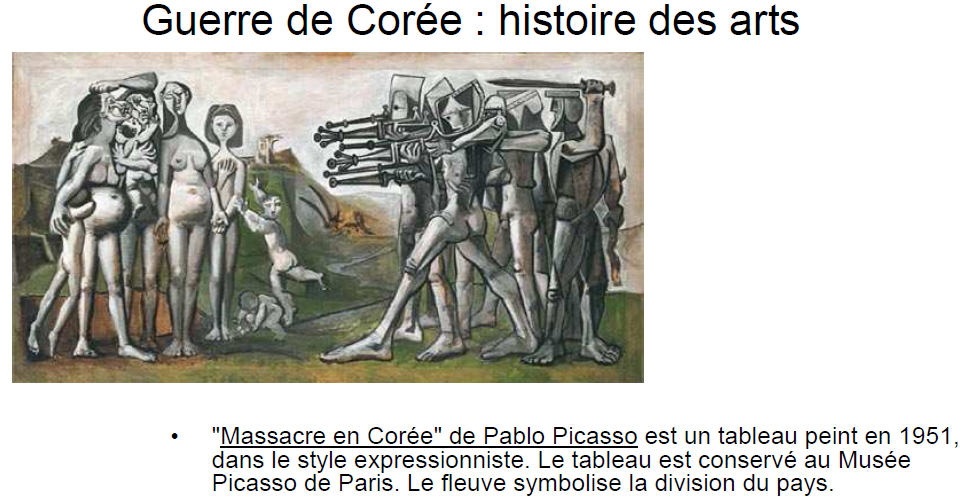 Guerre de Corée : histoire des arts
• "Massacre en Corée" de Pablo Picasso est un tableau peint en 1951,
dans le style expressionniste. Le tableau est conservé au Musée
Picasso de Paris. Le fleuve symbolise la division du pays.